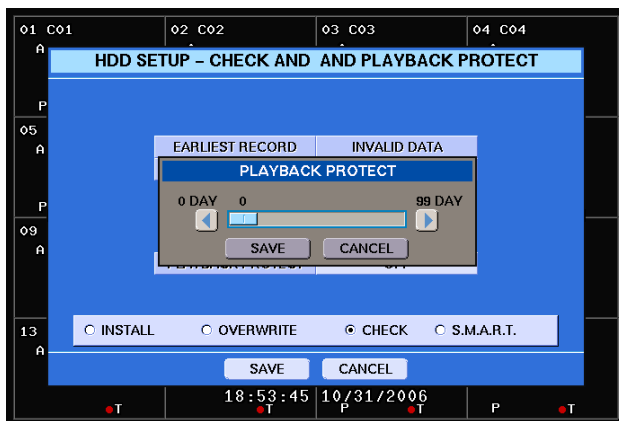 01 C01 02 C02 03 C03 04 C04
A
HDD SETUP – CHECK AND AND PLAYBACK PROTECT
P
05
A
EARLIEST RECORD INVALID DATA
PLAYBACK PROTECT
0 DAY 0 99 DAY
P
09
A
SAVE CANCEL
13
INSTALL OVERWRITE CHECK S.M.A.R.T.
A
SAVE CANCEL
18:53:45 10/31/2006
T T P T P T